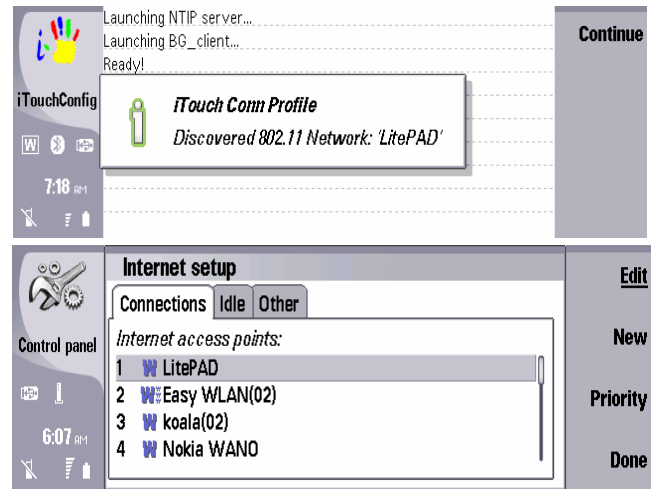 Launching NTIP server...
Launching BG_client...
Ready!
Continue
iTouchConfig
iTouch Conn Profile
Discovered 802.11 Network: 'LitePAD'
7:18 AM
Internet setup
Connections Idle Other
Internet access points:
1 LitePAD
2 Easy WLAN(02)
3 koala(02)
4 Nokia WANO
Control panel
6:07 AM
Edit
New
Priority
Done